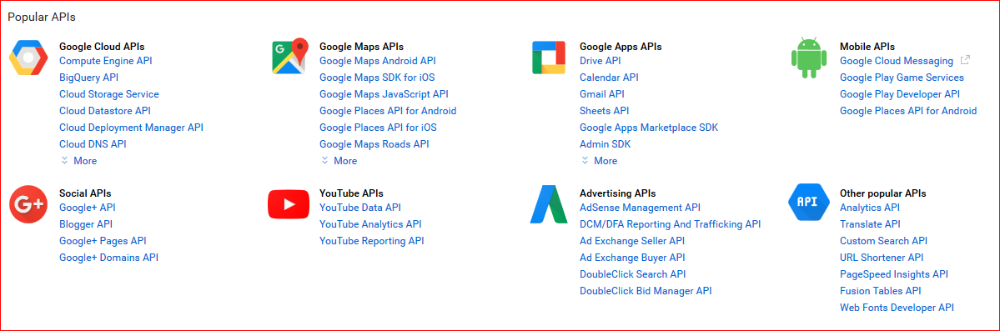 Popular APIs
Google Cloud APIs
Compute Engine API
BigQuery API
Cloud Storage Service
Cloud Datastore API
Cloud Deployment Manager API
Cloud DNS API
More
G
Google Maps APIs
Google Maps Android API
Google Maps SDK for iOS
Google Maps JavaScript API
Google Places API for Android
Google Places API for iOS
Google Maps Roads API
More
Google Apps APIs
Drive API
Calendar API
Gmail API
Sheets API
Google Apps Marketplace SDK
Admin SDK
More
Mobile APIs
Google Cloud Messaging
Google Play Game Services
Google Play Developer API
Google Places API for Android
G+
Social APIs
Google+ API
Blogger API
Google+ Pages API
Google+ Domains API
YouTube APIs
YouTube Data API
YouTube Analytics API
YouTube Reporting API
Advertising APIs
AdSense Management API
DCM/DFA Reporting And Trafficking API
Ad Exchange Seller API
Ad Exchange Buyer API
DoubleClick Search API
DoubleClick Bid Manager API
API
Other popular APIs
Analytics API
Translate API
Custom Search API
URL Shortener API
PageSpeed Insights API
Fusion Tables API
Web Fonts Developer API